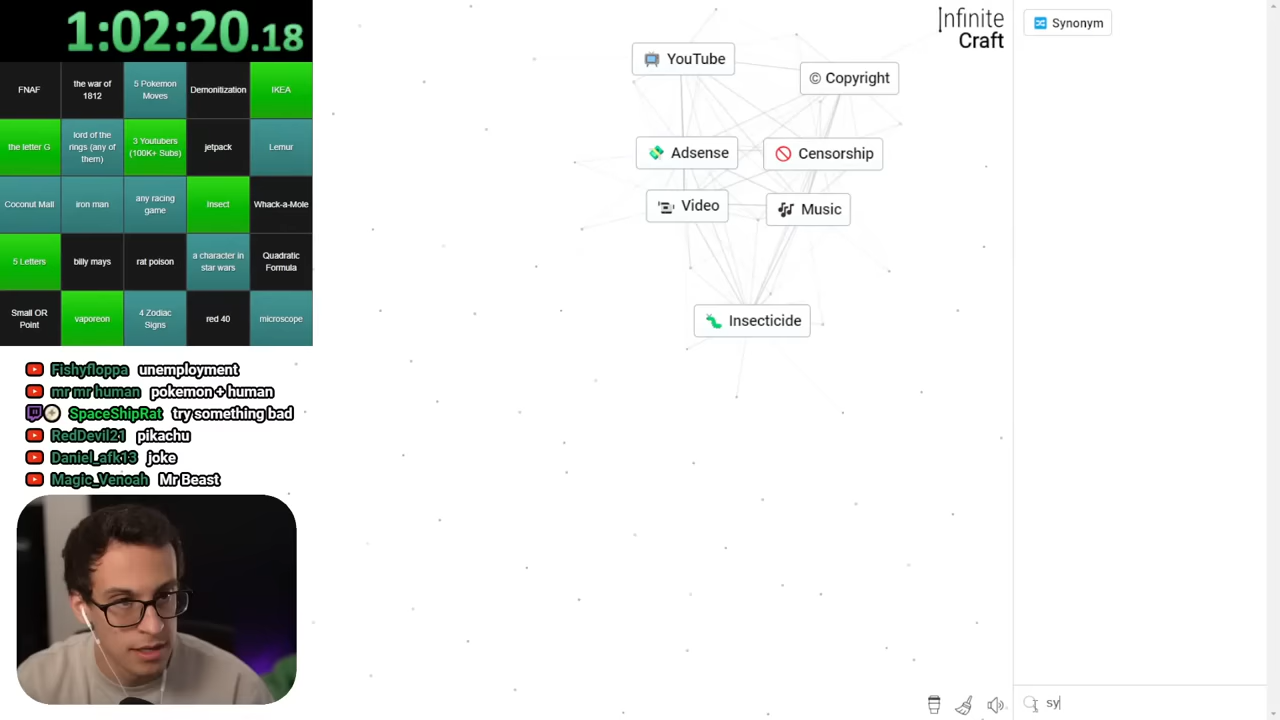 1:02:20.18
FNAF
the war of
1812
5 Pokemon
Moves
Demonitization
IKEA
the letter G
lord of the
rings (any of
them)
3 Youtubers
(100K+ Subs)
jetpack
Lemur
Coconut Mall
iron man
any racing
game
Insect
Whack-a-Mole
5 Letters
billy mays
rat poison
a character in
star wars
Quadratic
Formula
Small OR
Point
vaporeon
4 Zodiac
Signs
red 40
microscope
Fishyfloppa unemployment
mr mr human pokemon + human
SpaceShipRat try something bad
RedDevil21 pikachu
Daniel_afk13 joke
Magic_Venoah Mr Beast
YouTube
© Copyright
Adsense
Censorship
Video
Music
Insecticide
Infinite
Craft
Synonym
sy